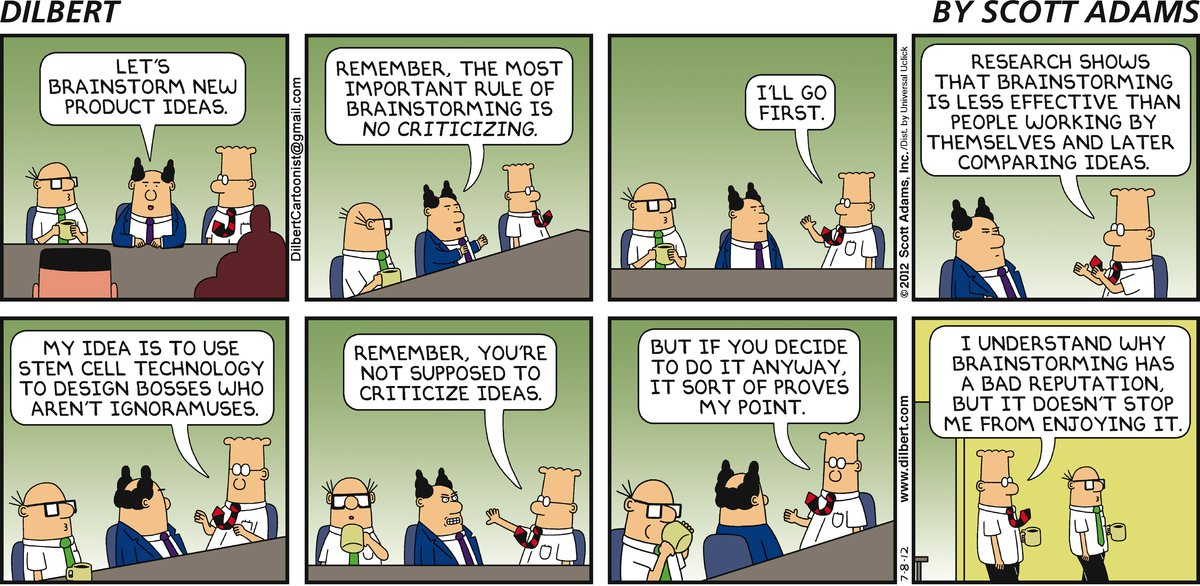 DILBERT
BY SCOTT ADAMS
LET'S
BRAINSTORM NEW
PRODUCT IDEAS.
DilbertCartoonist@gmail.com
REMEMBER, THE MOST
IMPORTANT RULE OF
BRAINSTORMING IS
NO CRITICIZING.
I'LL GO
FIRST.
©2012 Scott Adams, Inc. /Dist. by Universal Uclick
RESEARCH SHOWS
THAT BRAINSTORMING
IS LESS EFFECTIVE THAN
PEOPLE WORKING BY
THEMSELVES AND LATER
COMPARING IDEAS.
MY IDEA IS TO USE
STEM CELL TECHNOLOGY
TO DESIGN BOSSES WHO
AREN'T IGNORAMUSES.
REMEMBER, YOU'RE
NOT SUPPOSED TO
CRITICIZE IDEAS.
BUT IF YOU DECIDE
TO DO IT ANYWAY,
IT SORT OF PROVES
MY POINT.
7-8-12 www.dilbert.com
I UNDERSTAND WHY
BRAINSTORMING HAS
A BAD REPUTATION,
BUT IT DOESN'T STOP
ME FROM ENJOYING IT.